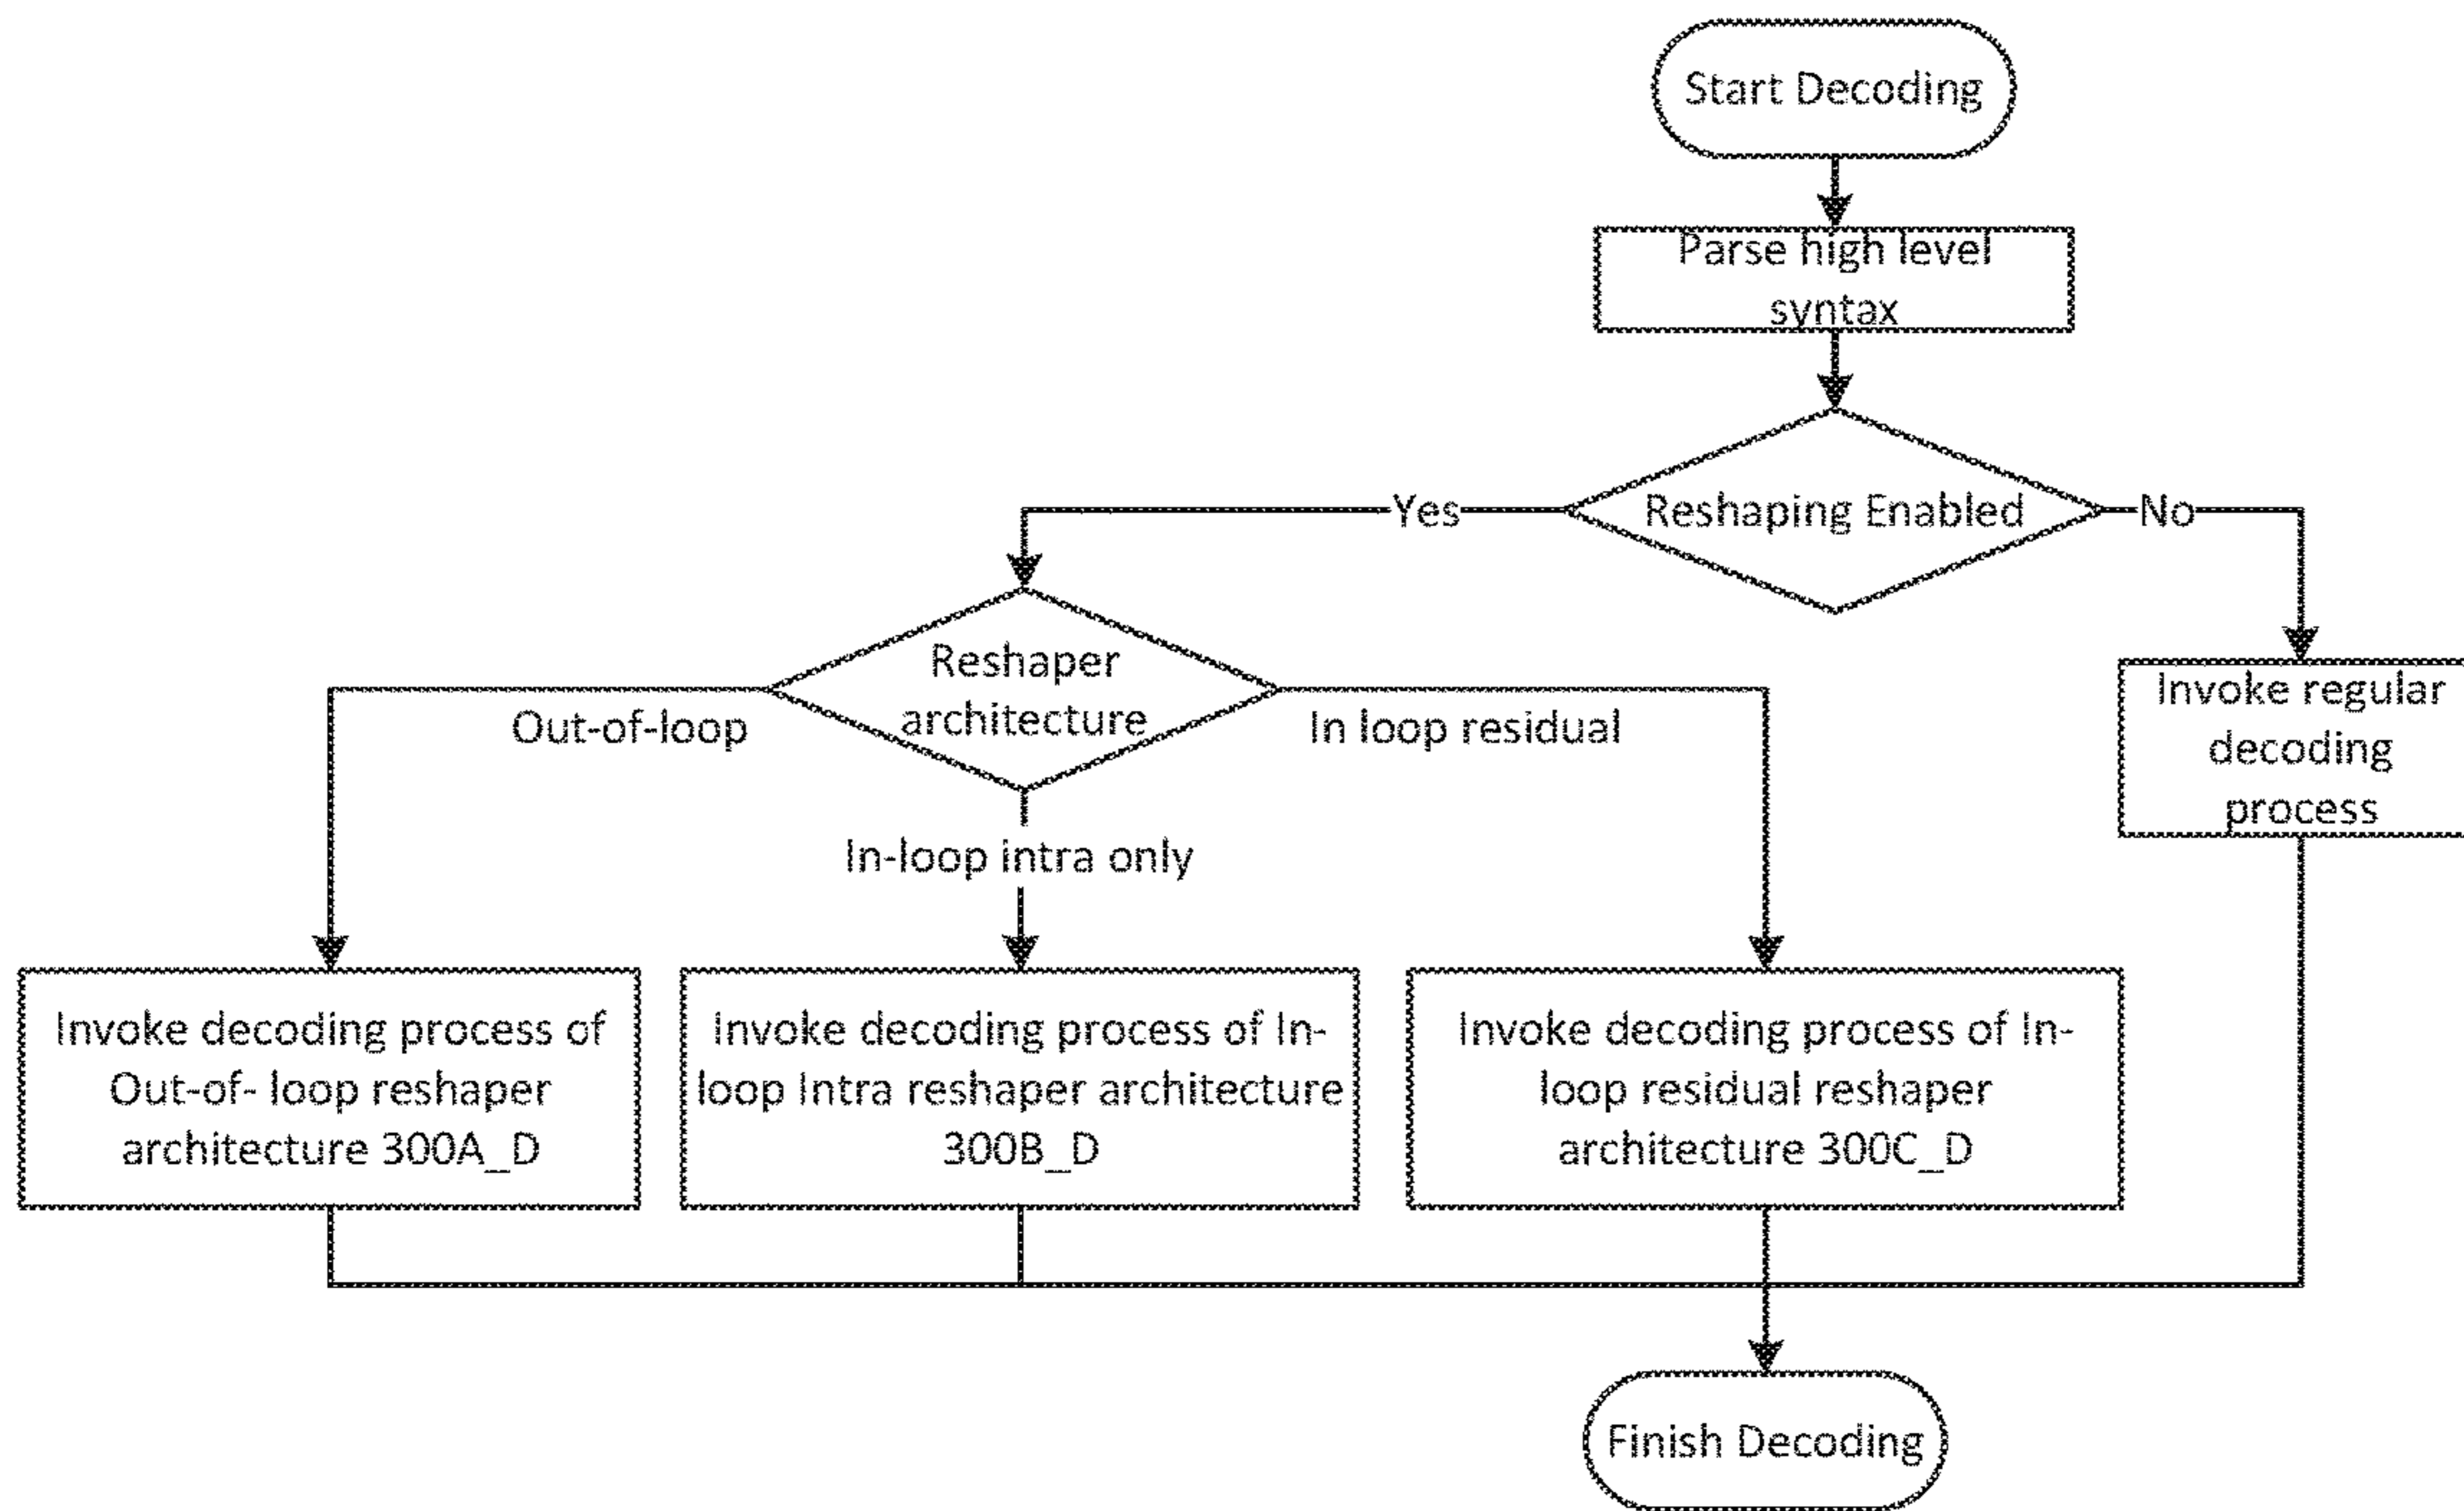 Start Decoding
Parse high level
syntax
Yes
Reshaping Enabled
No
Reshaper
architecture
Out-of-loop
In loop residual
In-loop intra only
Invoke regular
decoding
process
Invoke decoding process of
Out-of- loop reshaper
architecture 300A_D
Invoke decoding process of In-
loop Intra reshaper architecture
300B_D
Invoke decoding process of In-
loop residual reshaper
architecture 300C_D
Finish Decoding